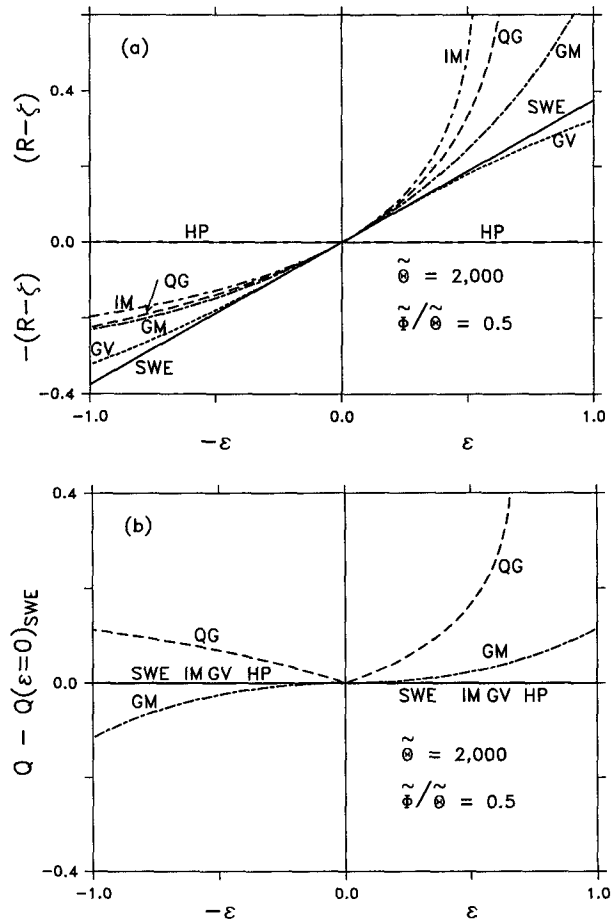 (a)
IM
QG
GM
SWE
GV
HP
HP
IM
QG
GM
GV
SWE
(R−ζ)
−(R−ζ)
0.4
0.0
−0.4
Θ̃ = 2,000
Φ̃/Θ̃ = 0.5
−1.0
0.0
1.0
−ε
ε
(b)
QG
QG
GM
SWE IM GV HP
GM
SWE IM GV HP
Q − Q(ε=0)SWE
0.4
0.0
−0.4
Θ̃ = 2,000
Φ̃/Θ̃ = 0.5
−1.0
0.0
1.0
−ε
ε